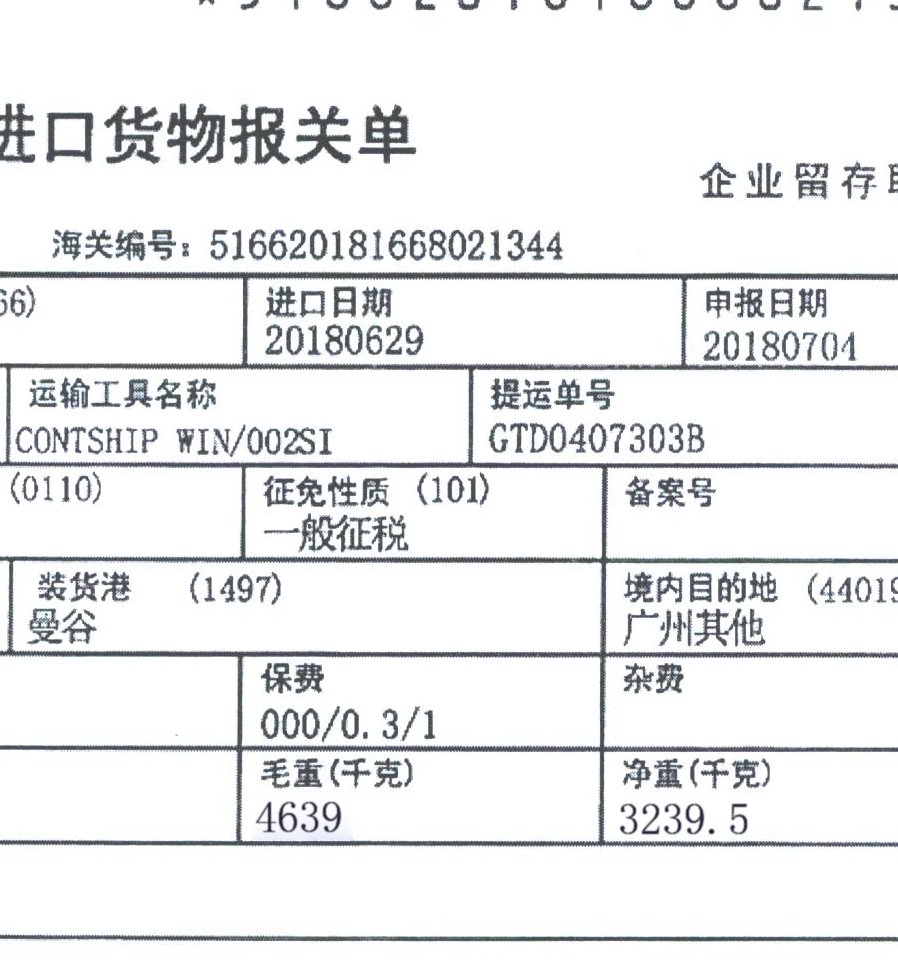 进口货物报关单
企业留存
海关编号：516620181668021344
66)
进口日期
申报日期
20180629
20180704
运输工具名称
提运单号
CONTSHIP WIN/002SI
GTD0407303B
(0110)
征免性质 (101)
备案号
一般征税
装货港 (1497)
境内目的地 (44019
曼谷
广州其他
保费
杂费
000/0.3/1
毛重(千克)
净重(千克)
4639
3239.5